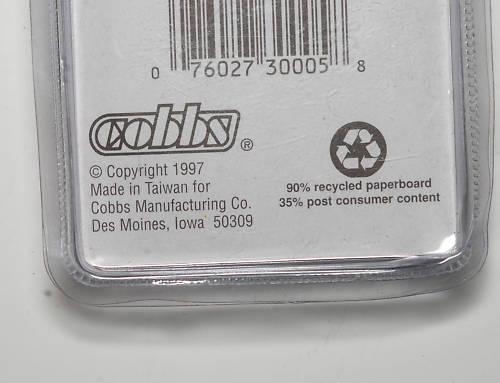 0 76027 30005 8
cobbs ®
© Copyright 1997
Made in Taiwan for
Cobbs Manufacturing Co.
Des Moines, Iowa 50309
90% recycled paperboard
35% post consumer content